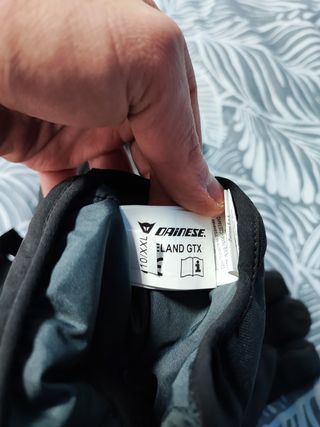 DAINESE
10/XXL
ELAND GTX
i